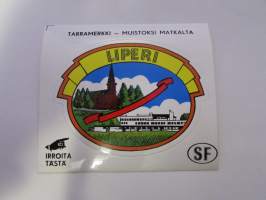 TARRAMERKKI – MUISTOKSI MATKALTA
LIPERI
IRROITA
TÄSTÄ
SF